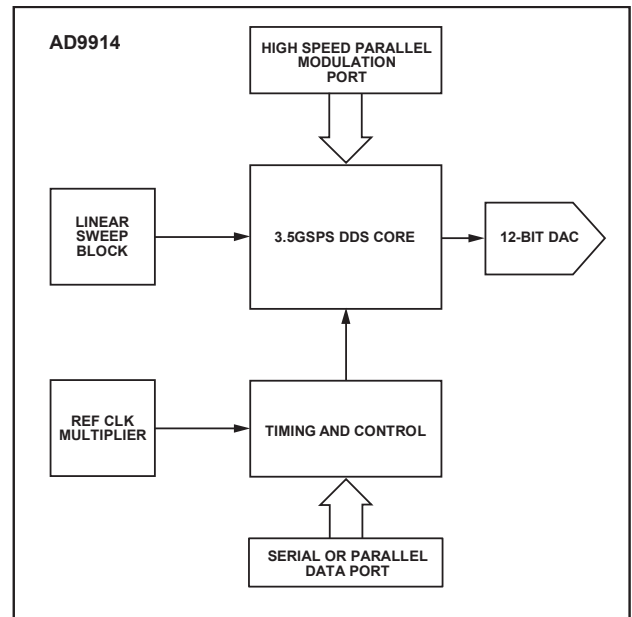 AD9914
HIGH SPEED PARALLEL
MODULATION
PORT
LINEAR
SWEEP
BLOCK
3.5GSPS DDS CORE
12-BIT DAC
REF CLK
MULTIPLIER
TIMING AND CONTROL
SERIAL OR PARALLEL
DATA PORT